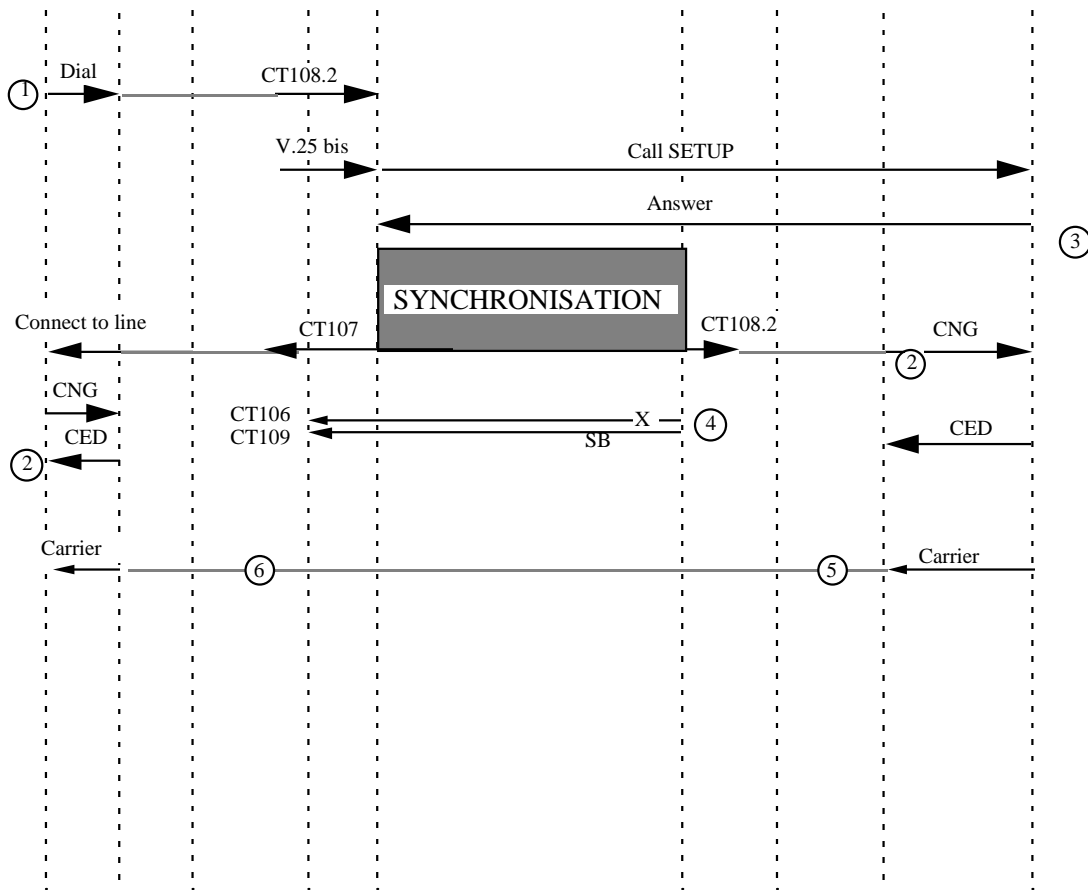 Dial
CT108.2
1
V.25 bis
Call SETUP
Answer
3
SYNCHRONISATION
Connect to line
CT107
CT108.2
CNG
2
CNG
CT106
X
4
CED
CT109
SB
CED
2
Carrier
6
5
Carrier